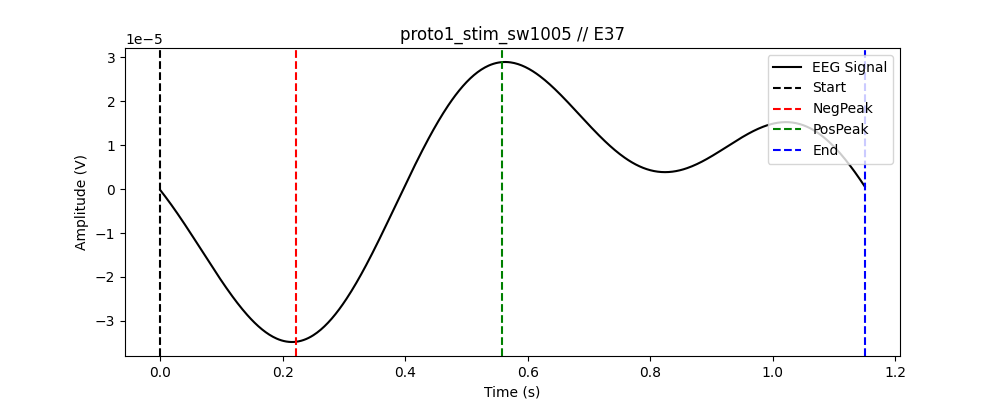 proto1_stim_sw1005 // E37
1e−5
3
2
1
0
−1
−2
−3
Amplitude (V)
EEG Signal
Start
NegPeak
PosPeak
End
0.0 0.2 0.4 0.6 0.8 1.0 1.2
Time (s)